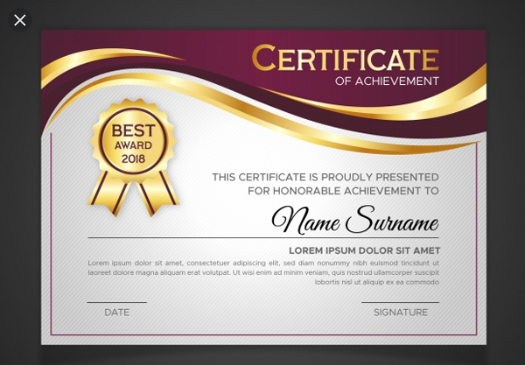 CERTIFICATE
OF ACHIEVEMENT
BEST
AWARD
2018
THIS CERTIFICATE IS PROUDLY PRESENTED
FOR HONORABLE ACHIEVEMENT TO
Name Surname
LOREM IPSUM DOLOR SIT AMET
Lorem ipsum dolor sit amet, consectetuer adipiscing elit, sed diam nonummy nibh euismod tincidunt ut
laoreet dolore magna aliquam erat volutpat. Ut wisi enim ad minim veniam, quis nostrud ullamcorper suscipit
lobortis nisl ut aliquip ex ea commodo
DATE
SIGNATURE